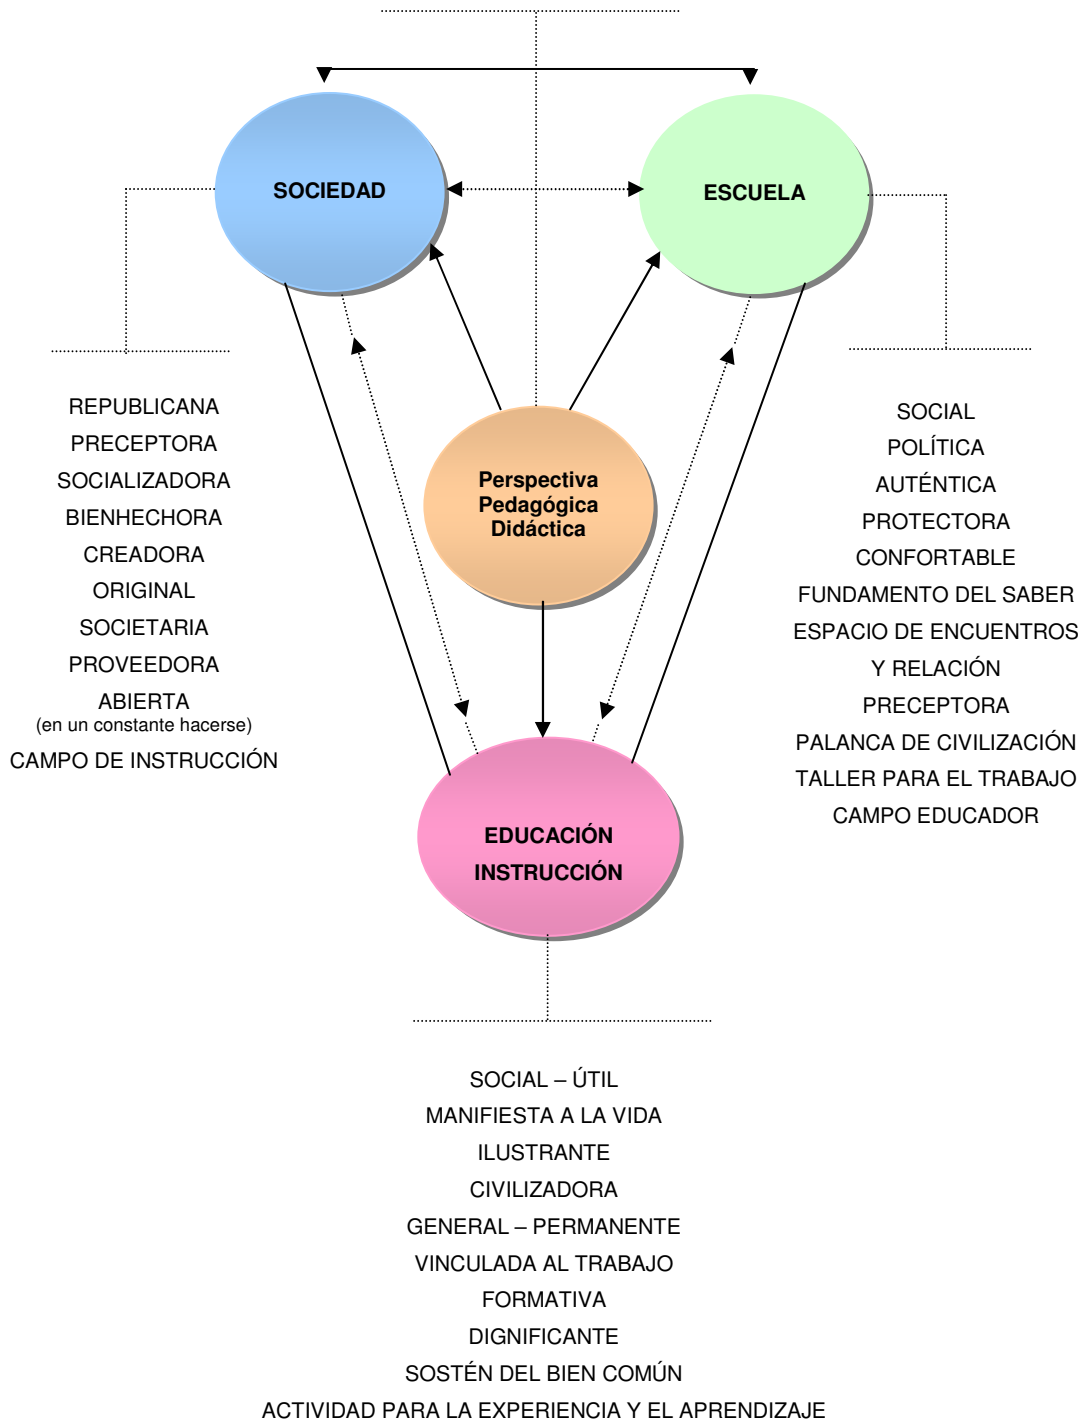 SOCIEDAD
ESCUELA
Perspectiva
Pedagógica
Didáctica
REPUBLICANA
PRECEPTORA
SOCIALIZADORA
BIENHECHORA
CREADORA
ORIGINAL
SOCIETARIA
PROVEEDORA
ABIERTA
(en un constante hacerse)
CAMPO DE INSTRUCCIÓN
SOCIAL
POLÍTICA
AUTÉNTICA
PROTECTORA
CONFORTABLE
FUNDAMENTO DEL SABER
ESPACIO DE ENCUENTROS
Y RELACIÓN
PRECEPTORA
PALANCA DE CIVILIZACIÓN
TALLER PARA EL TRABAJO
CAMPO EDUCADOR
EDUCACIÓN
INSTRUCCIÓN
SOCIAL – ÚTIL
MANIFIESTA A LA VIDA
ILUSTRANTE
CIVILIZADORA
GENERAL – PERMANENTE
VINCULADA AL TRABAJO
FORMATIVA
DIGNIFICANTE
SOSTÉN DEL BIEN COMÚN
ACTIVIDAD PARA LA EXPERIENCIA Y EL APRENDIZAJE